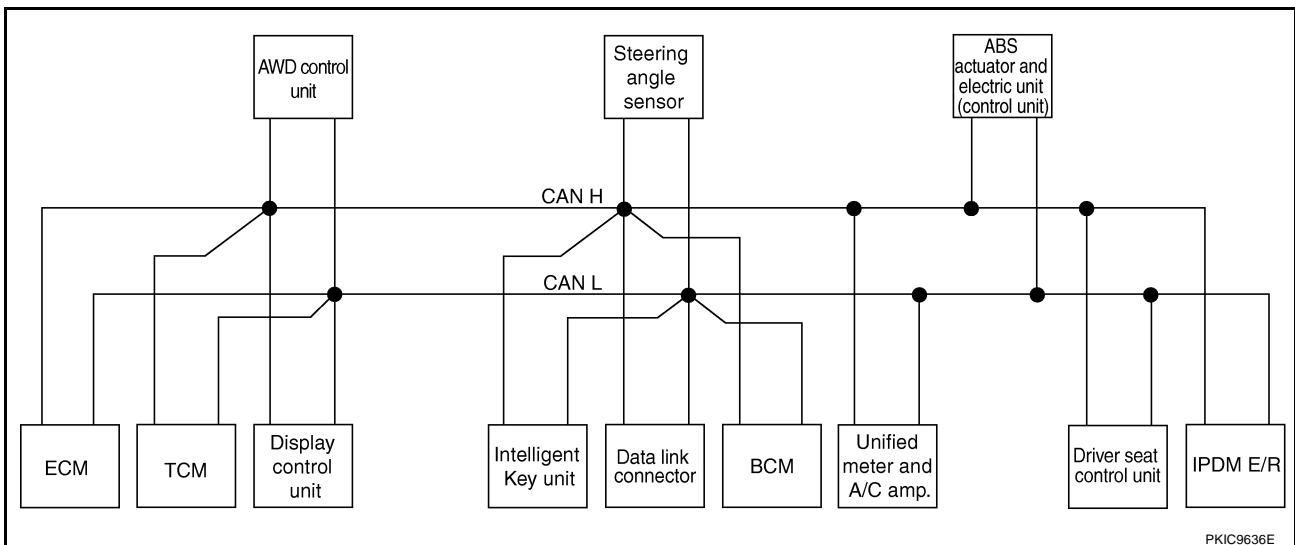 AWD control
unit
Steering
angle
sensor
ABS
actuator and
electric unit
(control unit)
CAN H
CAN L
ECM
TCM
Display
control
unit
Intelligent
Key unit
Data link
connector
BCM
Unified
meter and
A/C amp.
Driver seat
control unit
IPDM E/R
PKIC9636E